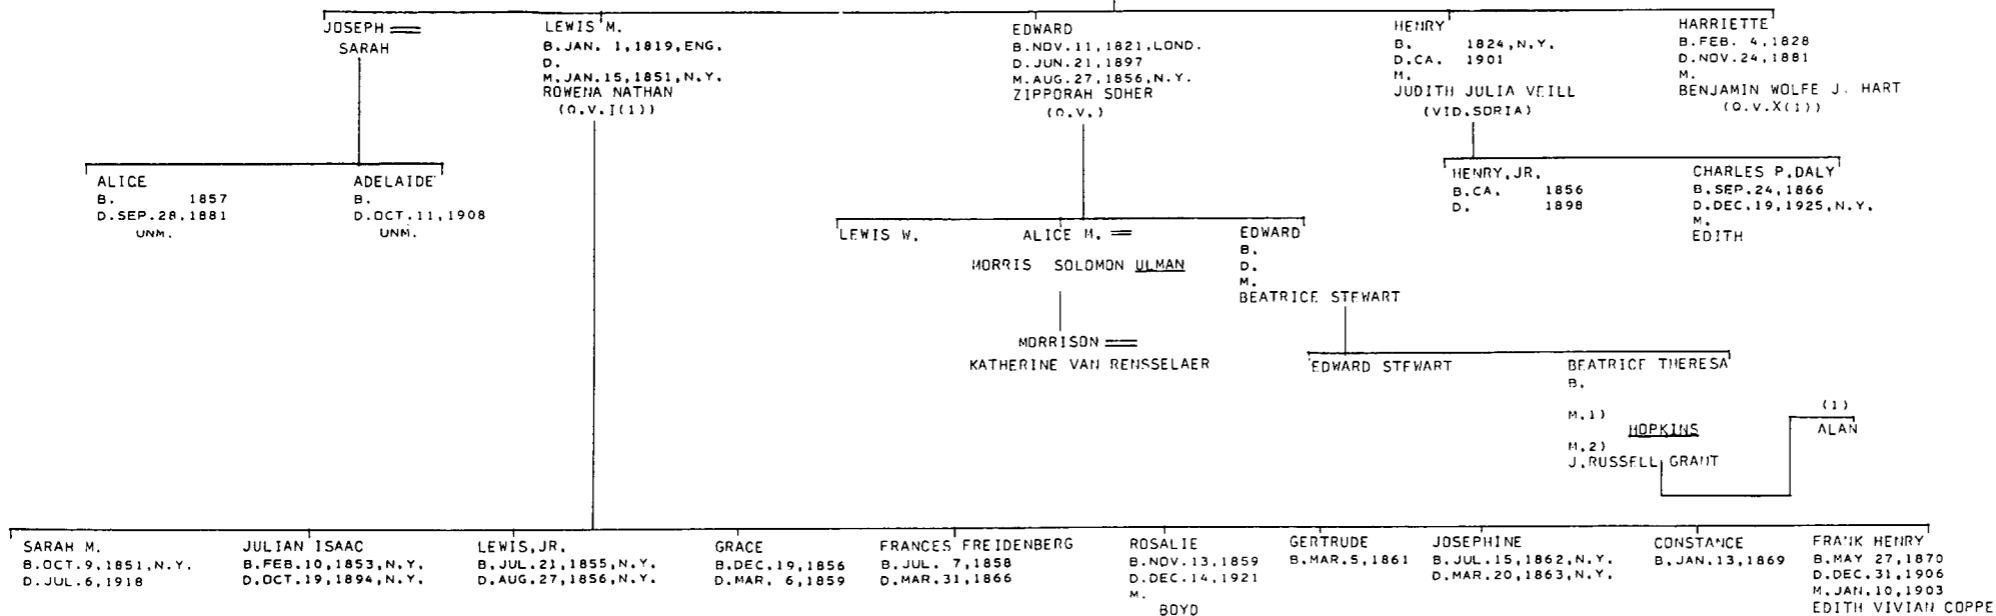 JOSEPH
SARAH
LEWIS M.
B.JAN. 1,1819,ENG.
D.
M.JAN.15,1851,N.Y.
ROWENA NATHAN
(Q.V.I(1))
EDWARD
B.NOV.11,1821,LOND.
D.JUN.21,1897
M.AUG.27,1856,N.Y.
ZIPPORAH SOHER
(Q.V.)
HENRY
B. 1824,N.Y.
D.CA. 1901
M.
JUDITH JULIA VEILL
(VID.SORIA)
HARRIETTE
B.FEB. 4,1828
D.NOV.24,1881
M.
BENJAMIN WOLFE J. HART
(Q.V.X(1))
ALICE
B. 1857
D.SEP.28,1881
UNM.
ADELAIDE
B.
D.OCT.11,1908
UNM.
HENRY,JR.
B.CA. 1856
D. 1898
CHARLES P.DALY
B.SEP.24,1866
D.DEC.19,1925,N.Y.
M.
EDITH
LEWIS W.
ALICE M.
MORRIS SOLOMON ULMAN
EDWARD
B.
D.
M.
BEATRICE STEWART
MORRISON
KATHERINE VAN RENSSELAER
EDWARD STEWART
BEATRICE THERESA
B.
M.1)
HOPKINS
M.2)
J.RUSSELL GRANT
(1)
ALAN
SARAH M.
B.OCT.9,1851,N.Y.
D.JUL.6,1918
JULIAN ISAAC
B.FEB.10,1853,N.Y.
D.OCT.19,1894,N.Y.
LEWIS,JR.
B.JUL.21,1855,N.Y.
D.AUG.27,1856,N.Y.
GRACE
B.DEC.19,1856
D.MAR. 6,1859
FRANCES FREIDENBERG
B.JUL. 7,1858
D.MAR.31,1866
ROSALIE
B.NOV.13,1859
D.DEC.14,1921
M.
BOYD
GERTRUDE
B.MAR.5,1861
JOSEPHINE
B.JUL.15,1862,N.Y.
D.MAR.20,1863,N.Y.
CONSTANCE
B.JAN.13,1869
FRANK HENRY
B.MAY 27,1870
D.DEC.31,1906
M.JAN.10,1903
EDITH VIVIAN COPPE